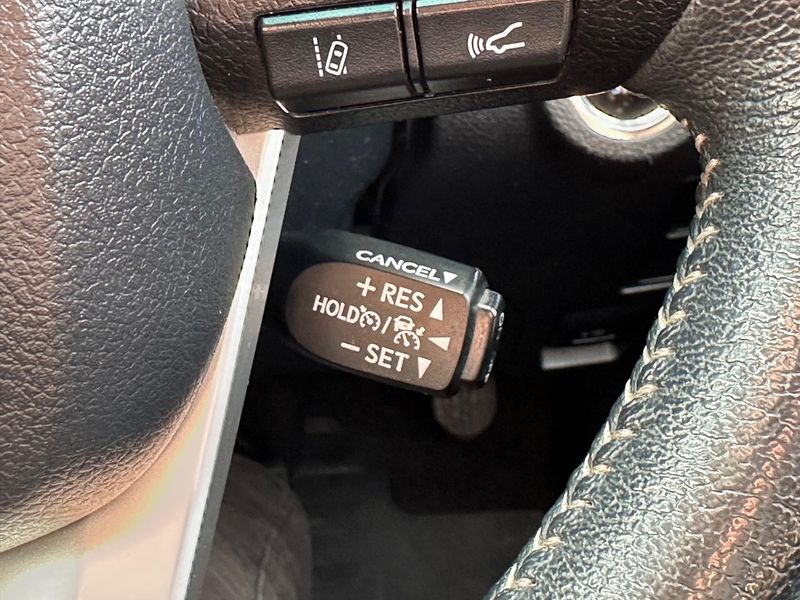 CANCEL▼
+ RES ▲
HOLD /
− SET ▼